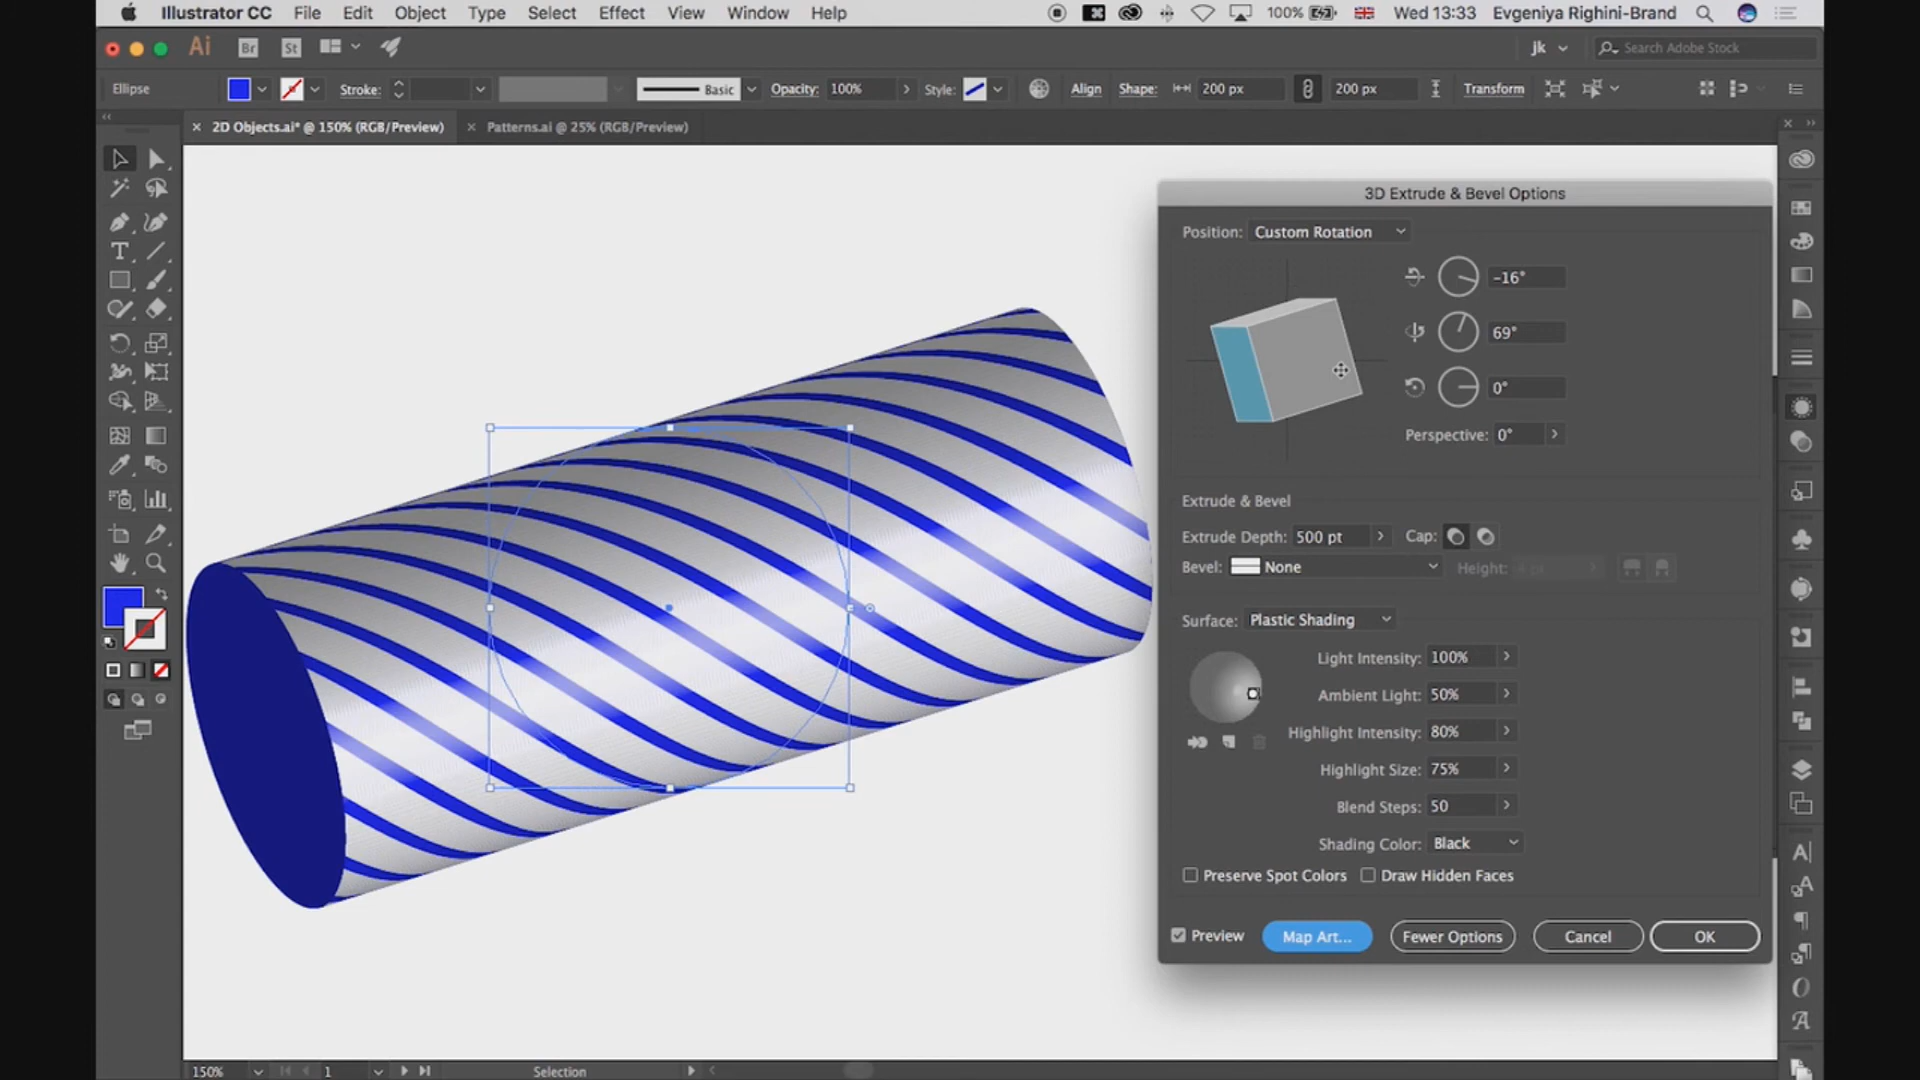 Illustrator CC File Edit Object Type Select Effect View Window Help 100% Wed 13:33 Evgeniya Righini-Brand
Ai Br St jk Search Adobe Stock
Ellipse Stroke: Basic Opacity: 100% Style: Align Shape: 200 px 200 px Transform
× 2D Objects.ai* @ 150% (RGB/Preview) × Patterns.ai @ 25% (RGB/Preview)
3D Extrude & Bevel Options
Position: Custom Rotation
-16°
69°
0°
Perspective: 0°
Extrude & Bevel
Extrude Depth: 500 pt Cap:
Bevel: None Height: 4 pt
Surface: Plastic Shading
Light Intensity: 100%
Ambient Light: 50%
Highlight Intensity: 80%
Highlight Size: 75%
Blend Steps: 50
Shading Color: Black
Preserve Spot Colors Draw Hidden Faces
Preview Map Art... Fewer Options Cancel OK
150% 1 Selection